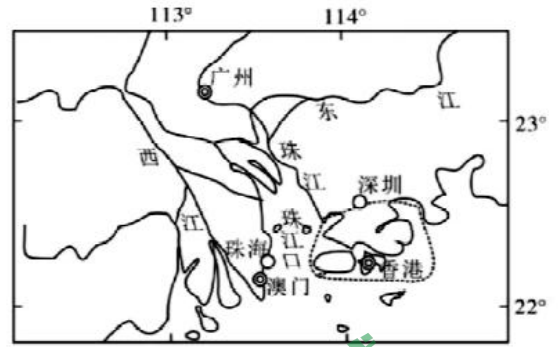 113° 114°
广州
东 江
23°
西 江
珠 江
深圳
珠 江 口
珠海
香港
澳门
22°